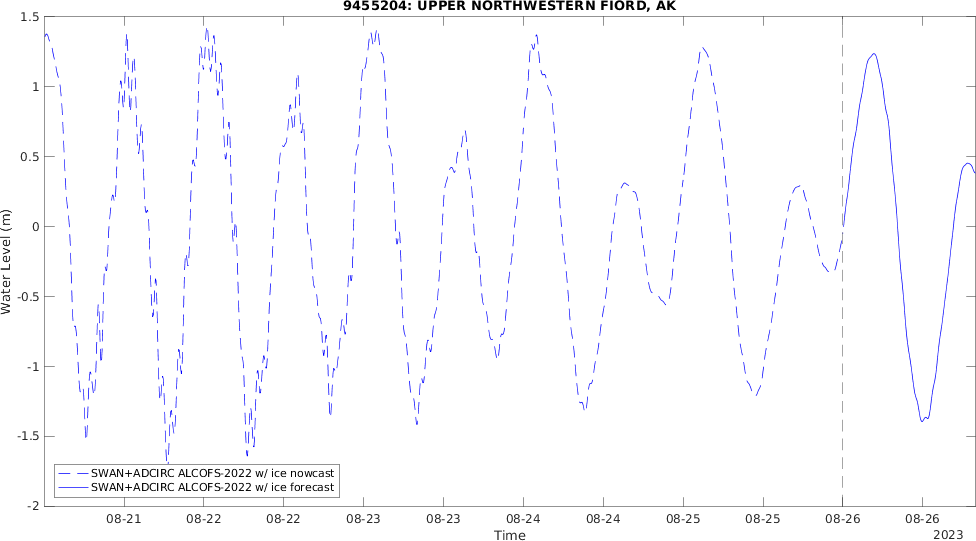 9455204: UPPER NORTHWESTERN FIORD, AK
1.5
1
0.5
0
-0.5
-1
-1.5
-2
Water Level (m)
SWAN+ADCIRC ALCOFS-2022 w/ ice nowcast
SWAN+ADCIRC ALCOFS-2022 w/ ice forecast
08-21 08-22 08-22 08-23 08-23 08-24 08-24 08-25 08-25 08-26 08-26
Time
2023